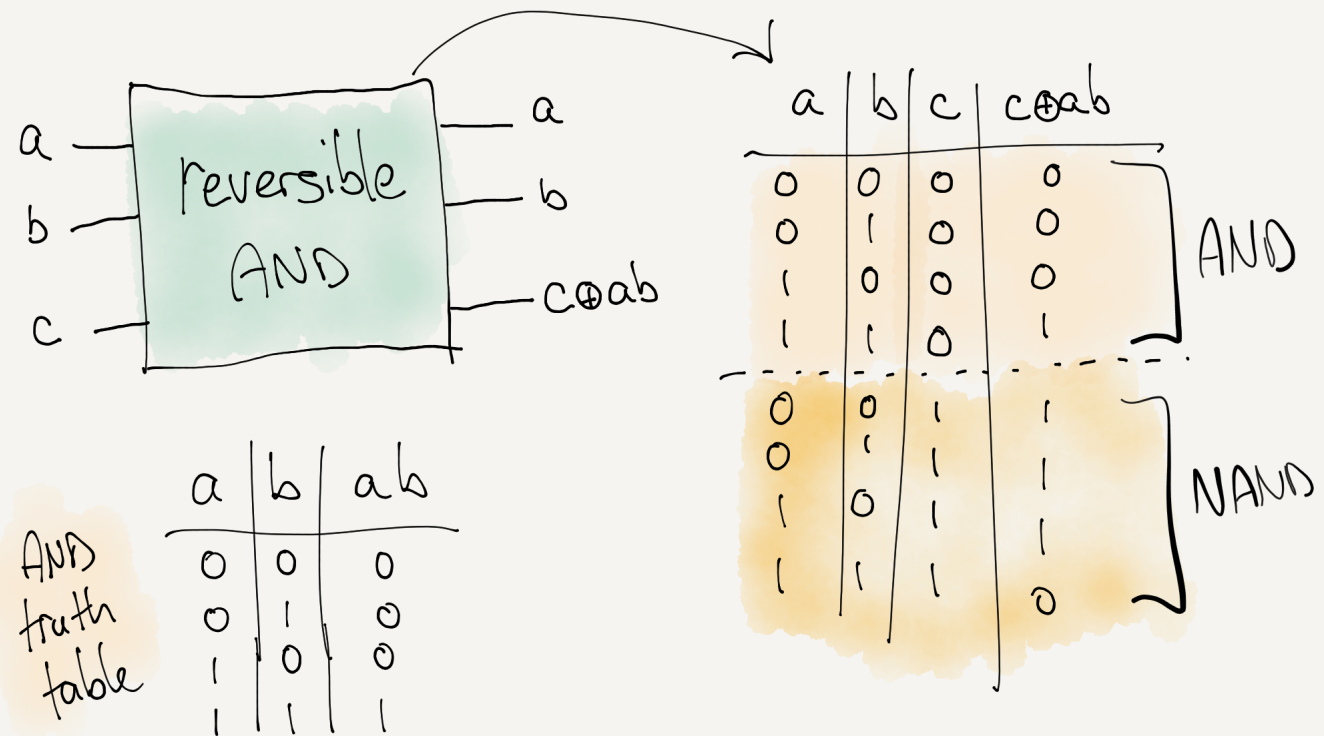 a
b
c
reversible
AND
a
b
c⊕ab
a b c c⊕ab
0 0 0 0
0 1 0 0
1 0 0 0
1 1 0 1
AND
0 0 1 1
0 1 1 1
1 0 1 1
1 1 1 0
NAND
AND
truth
table
a b ab
0 0 0
0 1 0
1 0 0
1 1 1